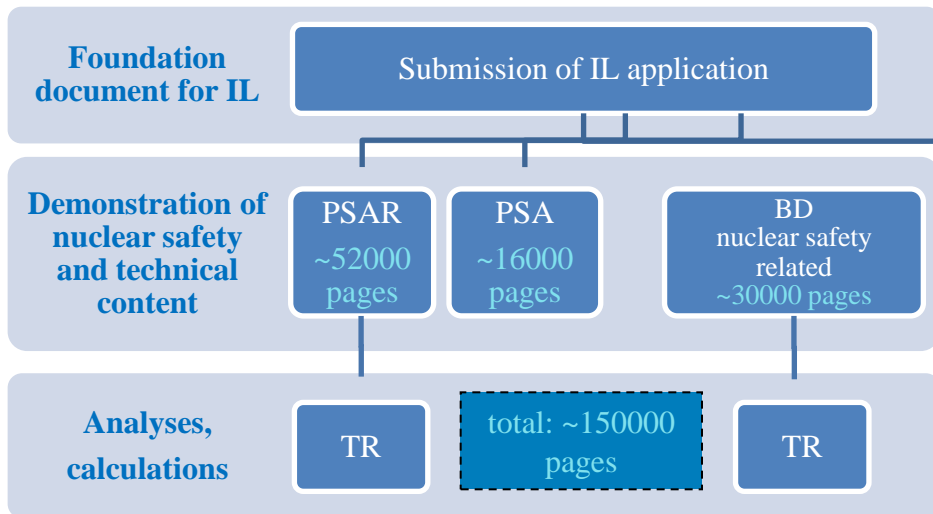 Foundation
document for IL
Submission of IL application
Demonstration of
nuclear safety
and technical
content
PSAR
~52000
pages
PSA
~16000
pages
BD
nuclear safety
related
~30000 pages
Analyses,
calculations
TR
total: ~150000
pages
TR